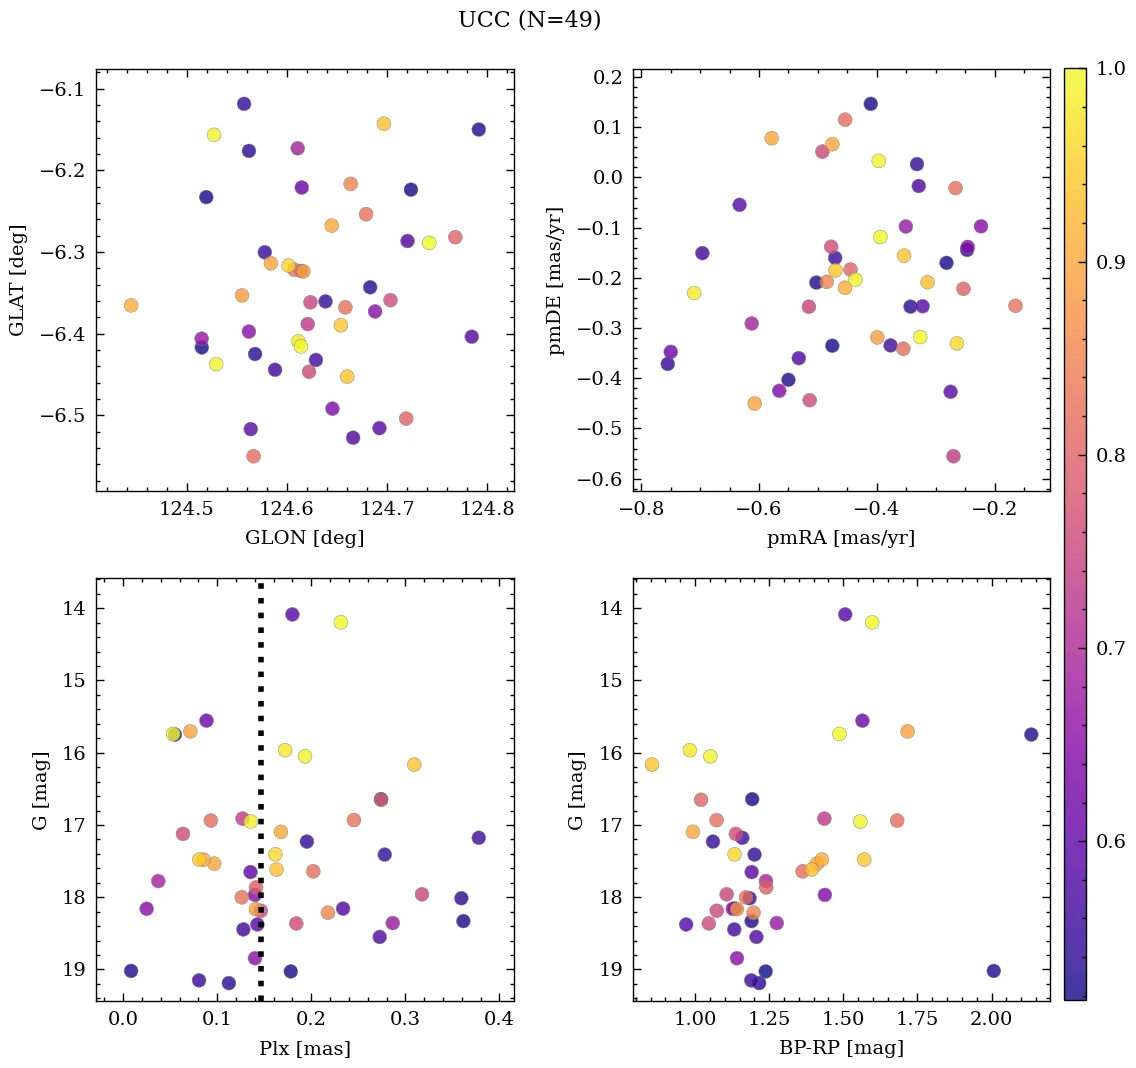 UCC (N=49)
−6.1
−6.2
−6.3
−6.4
−6.5
GLAT [deg]
124.5 124.6 124.7 124.8
GLON [deg]
0.2
0.1
0.0
−0.1
−0.2
−0.3
−0.4
−0.5
−0.6
pmDE [mas/yr]
−0.8 −0.6 −0.4 −0.2
pmRA [mas/yr]
1.0
0.9
0.8
0.7
0.6
14
15
16
17
18
19
G [mag]
0.0 0.1 0.2 0.3 0.4
Plx [mas]
14
15
16
17
18
19
G [mag]
1.00 1.25 1.50 1.75 2.00
BP-RP [mag]